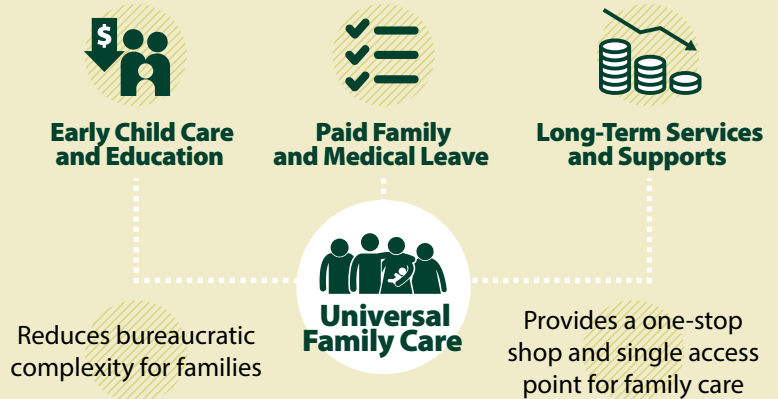 $
Early Child Care
and Education
Paid Family
and Medical Leave
Long-Term Services
and Supports
Universal
Family Care
Reduces bureaucratic
complexity for families
Provides a one-stop
shop and single access
point for family care